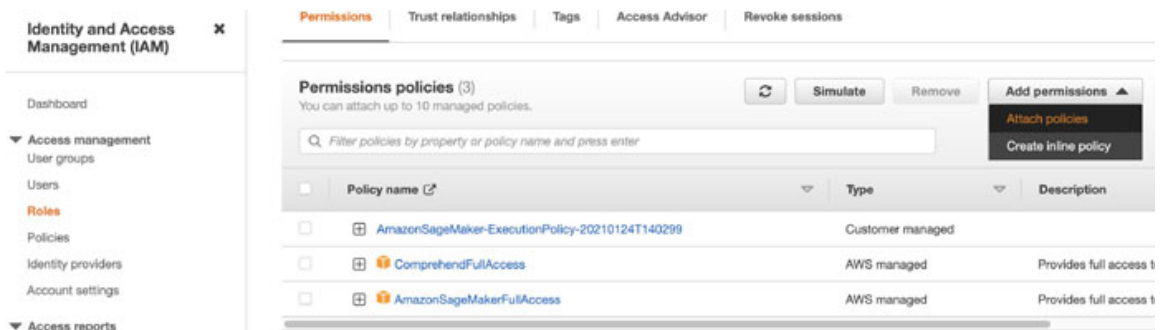 Identity and Access
Management (IAM)
Dashboard
Access management
User groups
Users
Roles
Policies
Identity providers
Account settings
Access reports
Permissions Trust relationships Tags Access Advisor Revoke sessions
Permissions policies (3)
You can attach up to 10 managed policies.
Simulate Remove Add permissions
Attach policies
Create inline policy
Filter policies by property or policy name and press enter
Policy name Type Description
AmazonSageMaker-ExecutionPolicy-20210124T140299 Customer managed
ComprehendFullAccess AWS managed Provides full access t
AmazonSageMakerFullAccess AWS managed Provides full access t